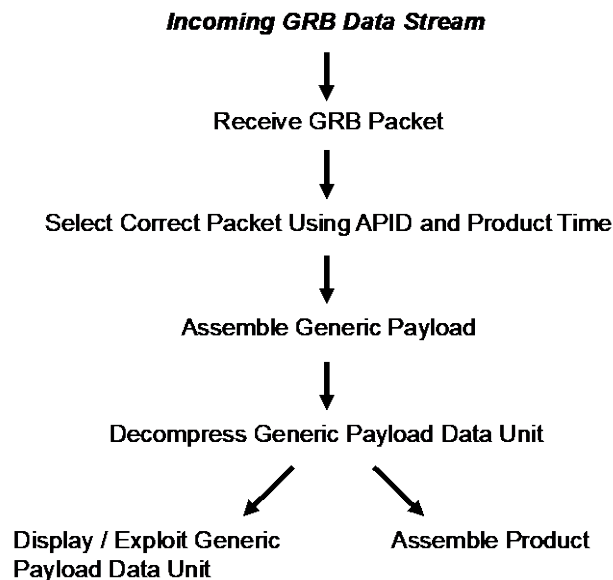 Incoming GRB Data Stream
Receive GRB Packet
Select Correct Packet Using APID and Product Time
Assemble Generic Payload
Decompress Generic Payload Data Unit
Display / Exploit Generic
Payload Data Unit
Assemble Product